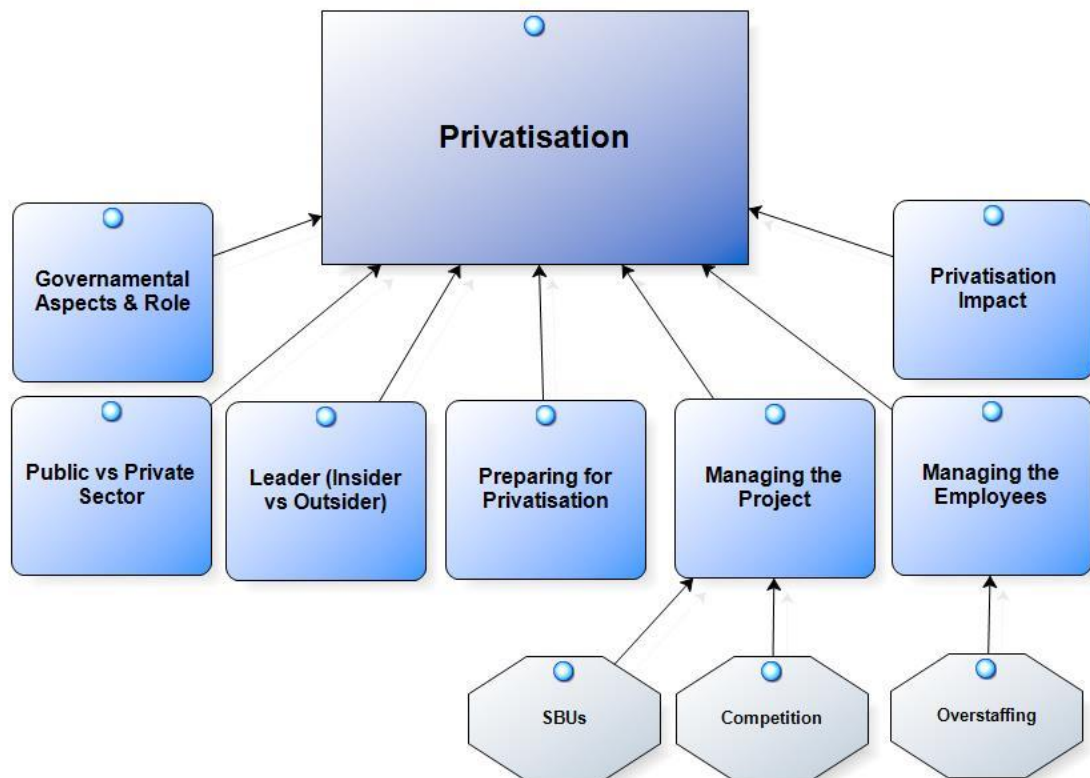 Privatisation
Governamental
Aspects & Role
Privatisation
Impact
Public vs Private
Sector
Leader (Insider
vs Outsider)
Preparing for
Privatisation
Managing the
Project
Managing the
Employees
SBUs
Competition
Overstaffing